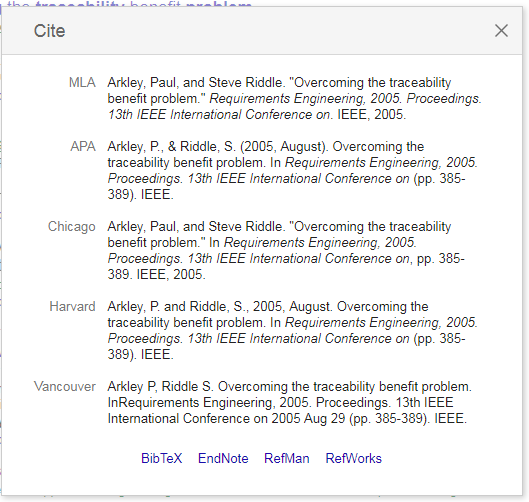 the traceability benefit problem
Cite
MLA Arkley, Paul, and Steve Riddle. "Overcoming the traceability
benefit problem." Requirements Engineering, 2005. Proceedings.
13th IEEE International Conference on. IEEE, 2005.
APA Arkley, P., & Riddle, S. (2005, August). Overcoming the
traceability benefit problem. In Requirements Engineering, 2005.
Proceedings. 13th IEEE International Conference on (pp. 385-
389). IEEE.
Chicago Arkley, Paul, and Steve Riddle. "Overcoming the traceability
benefit problem." In Requirements Engineering, 2005.
Proceedings. 13th IEEE International Conference on, pp. 385-
389. IEEE, 2005.
Harvard Arkley, P. and Riddle, S., 2005, August. Overcoming the
traceability benefit problem. In Requirements Engineering, 2005.
Proceedings. 13th IEEE International Conference on (pp. 385-
389). IEEE.
Vancouver Arkley P, Riddle S. Overcoming the traceability benefit problem.
InRequirements Engineering, 2005. Proceedings. 13th IEEE
International Conference on 2005 Aug 29 (pp. 385-389). IEEE.
BibTeX EndNote RefMan RefWorks